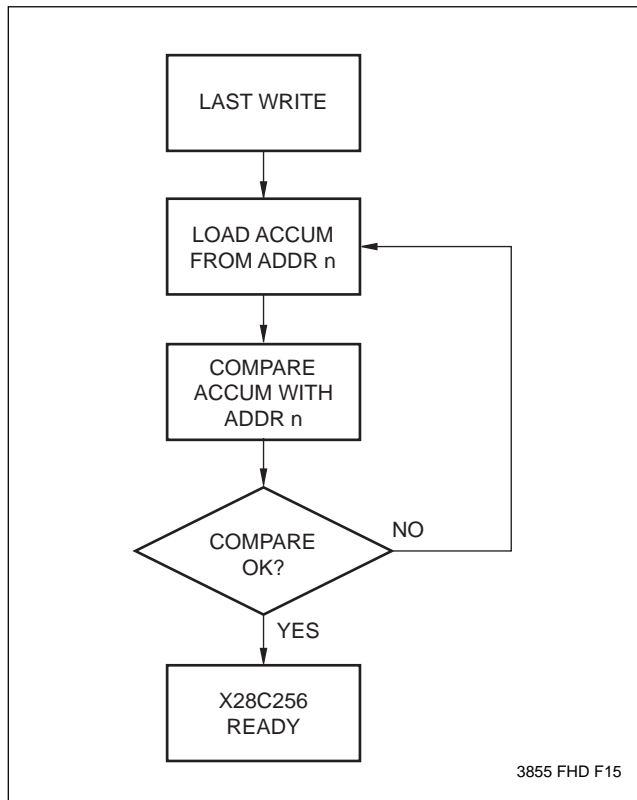 LAST WRITE
LOAD ACCUM
FROM ADDR n
COMPARE
ACCUM WITH
ADDR n
COMPARE
OK?
NO
YES
X28C256
READY
3855 FHD F15